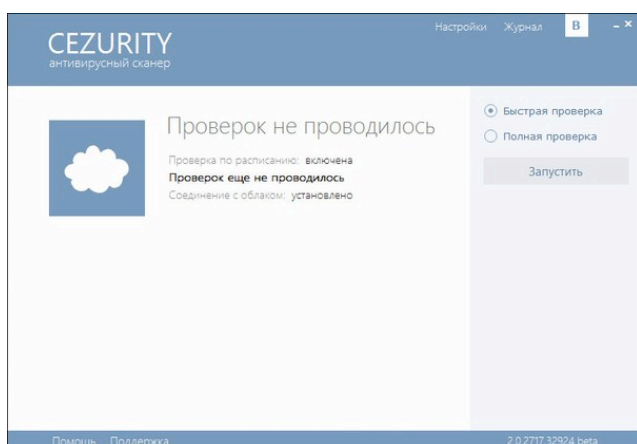 Настройки Журнал B
CEZURITY
антивирусный сканер
Проверок не проводилось
Проверка по расписанию: включена
Проверок еще не проводилось
Соединение с облаком: установлено
Быстрая проверка
Полная проверка
Запустить
Помощь Поддержка 2.0.2717.32924 beta